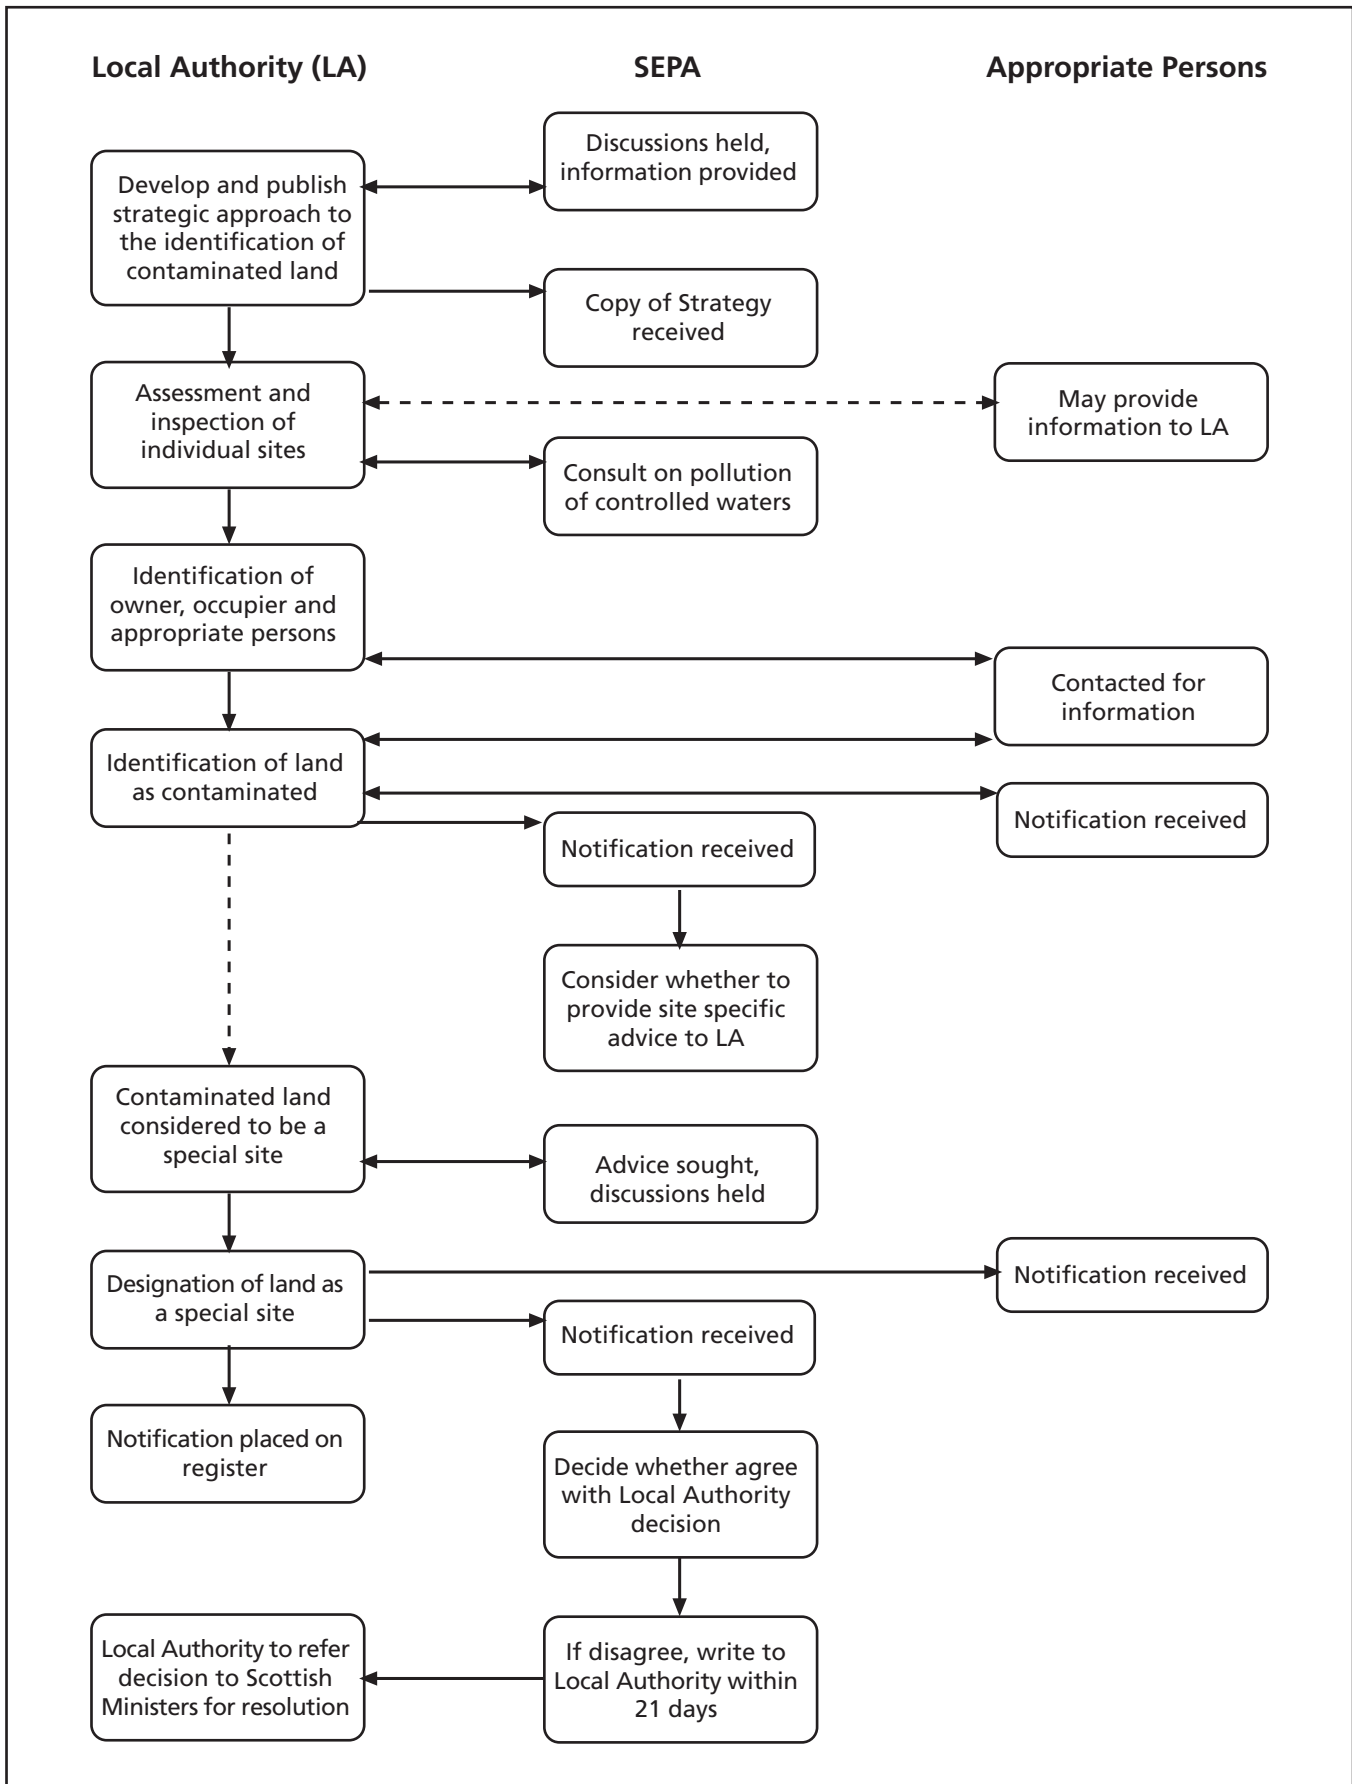 Local Authority (LA)
SEPA
Appropriate Persons
Discussions held,
information provided
Develop and publish
strategic approach to
the identification of
contaminated land
Copy of Strategy
received
Assessment and
inspection of
individual sites
May provide
information to LA
Consult on pollution
of controlled waters
Identification of
owner, occupier and
appropriate persons
Contacted for
information
Identification of land
as contaminated
Notification received
Notification received
Consider whether to
provide site specific
advice to LA
Contaminated land
considered to be a
special site
Advice sought,
discussions held
Designation of land as
a special site
Notification received
Notification received
Notification placed on
register
Decide whether agree
with Local Authority
decision
If disagree, write to
Local Authority within
21 days
Local Authority to refer
decision to Scottish
Ministers for resolution